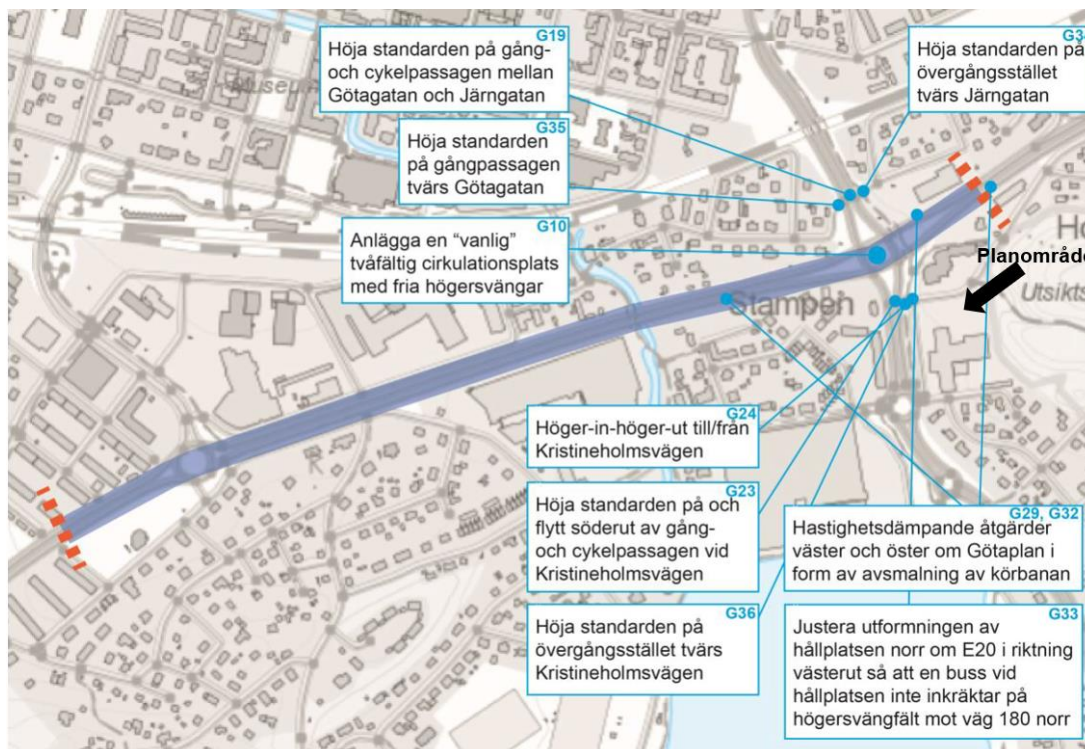 G19
Höja standarden på gång-
och cykelpassagen mellan
Götagatan och Järngatan
G35
Höja standarden
på gångpassagen
tvärs Götagatan
G10
Anlägga en "vanlig"
tvåfältig cirkulationsplats
med fria högersvängar
Höja standarden på
övergångsstället
tvärs Järngatan
Planområde
Utsikts
Stampen
G24
Höger-in-höger-ut till/från
Kristineholmsvägen
G23
Höja standarden på och
flytt söderut av gång-
och cykelpassagen vid
Kristineholmsvägen
G36
Höja standarden på
övergångsstället tvärs
Kristineholmsvägen
G29, G32
Hastighetsdämpande åtgärder
väster och öster om Götaplan i
form av avsmalning av körbanan
G33
Justera utformningen av
hållplatsen norr om E20 i riktning
västerut så att en buss vid
hållplatsen inte inkräktar på
högersvängfält mot väg 180 norr